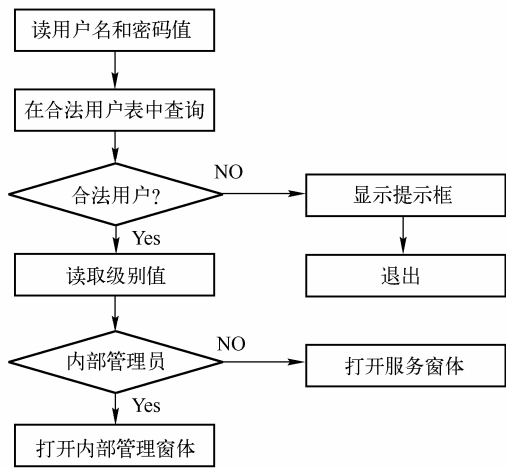 读用户名和密码值
在合法用户表中查询
合法用户?
NO
显示提示框
Yes
读取级别值
退出
内部管理员
NO
打开服务窗体
Yes
打开内部管理窗体